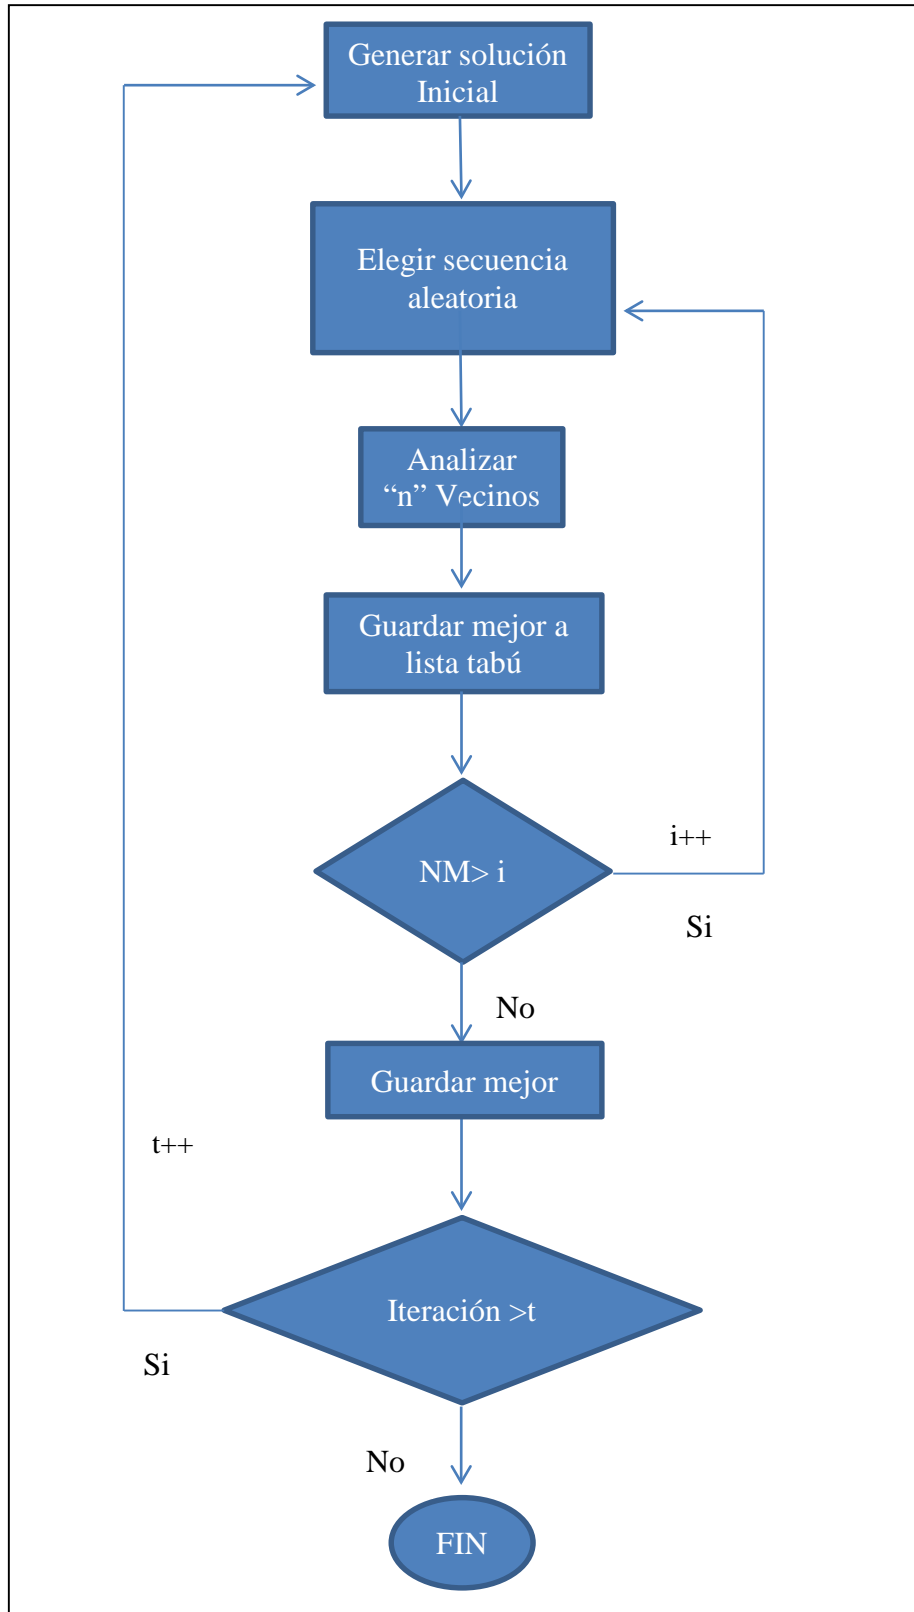 Generar solución
Inicial
Elegir secuencia
aleatoria
Analizar
“n” Vecinos
Guardar mejor a
lista tabú
NM> i
i++
Si
No
Guardar mejor
t++
Iteración >t
Si
No
FIN